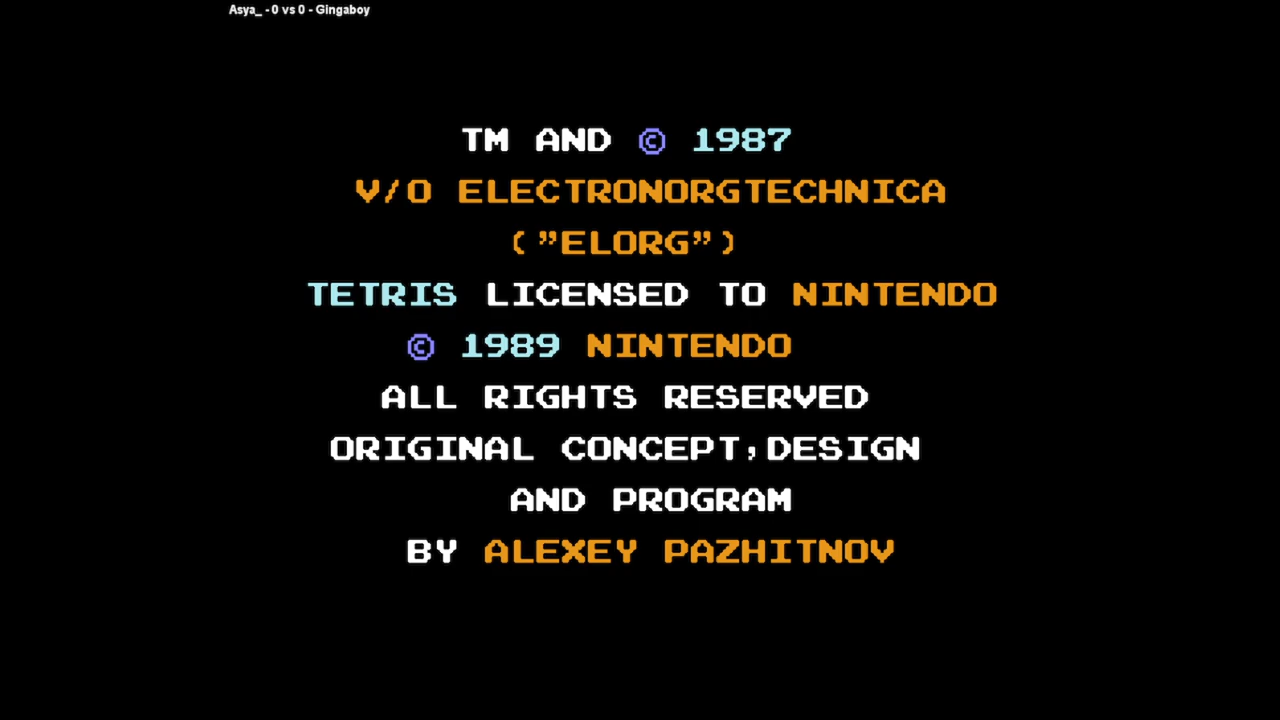 Asya_ - 0 vs 0 - Gingaboy
TM AND © 1987
V/O ELECTRONORGTECHNICA
("ELORG")
TETRIS LICENSED TO NINTENDO
© 1989 NINTENDO
ALL RIGHTS RESERVED
ORIGINAL CONCEPT,DESIGN
AND PROGRAM
BY ALEXEY PAZHITNOV